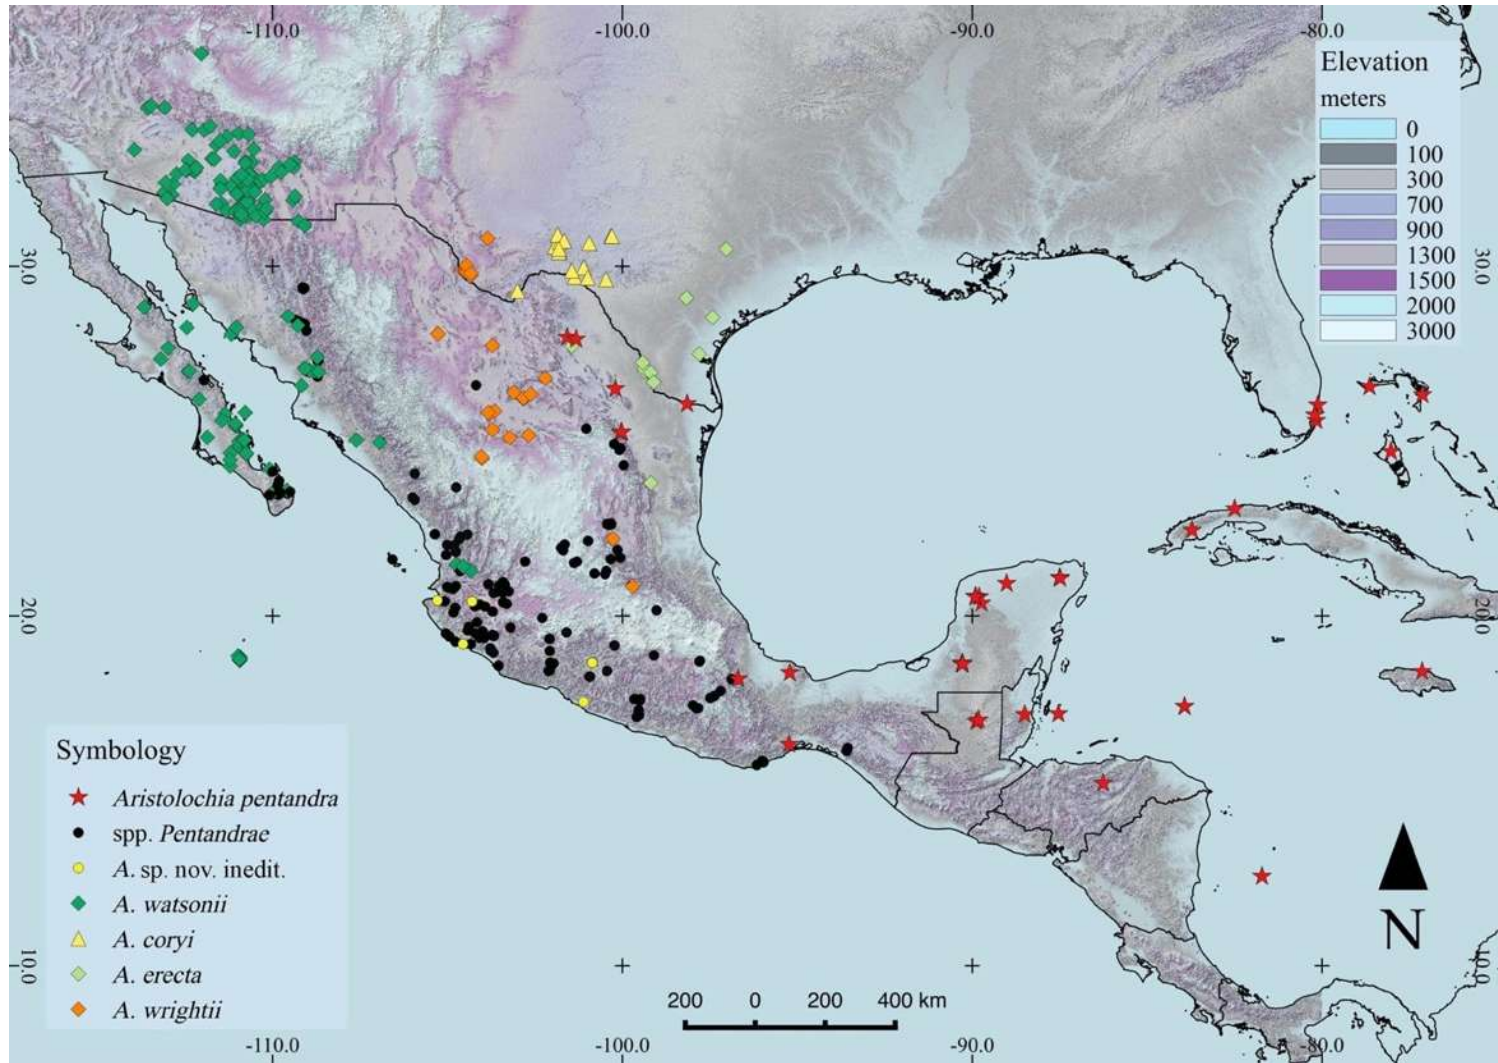 -110.0 -100.0 -90.0 -80.0
Elevation
meters
0
100
300
700
900
1300
1500
2000
3000
30.0 30.0
20.0 20.0
10.0 10.0
Symbology
Aristolochia pentandra
spp. Pentandrae
A. sp. nov. inedit.
A. watsonii
A. coryi
A. erecta
A. wrightii
200 0 200 400 km
N
-110.0 -100.0 -90.0 -80.0